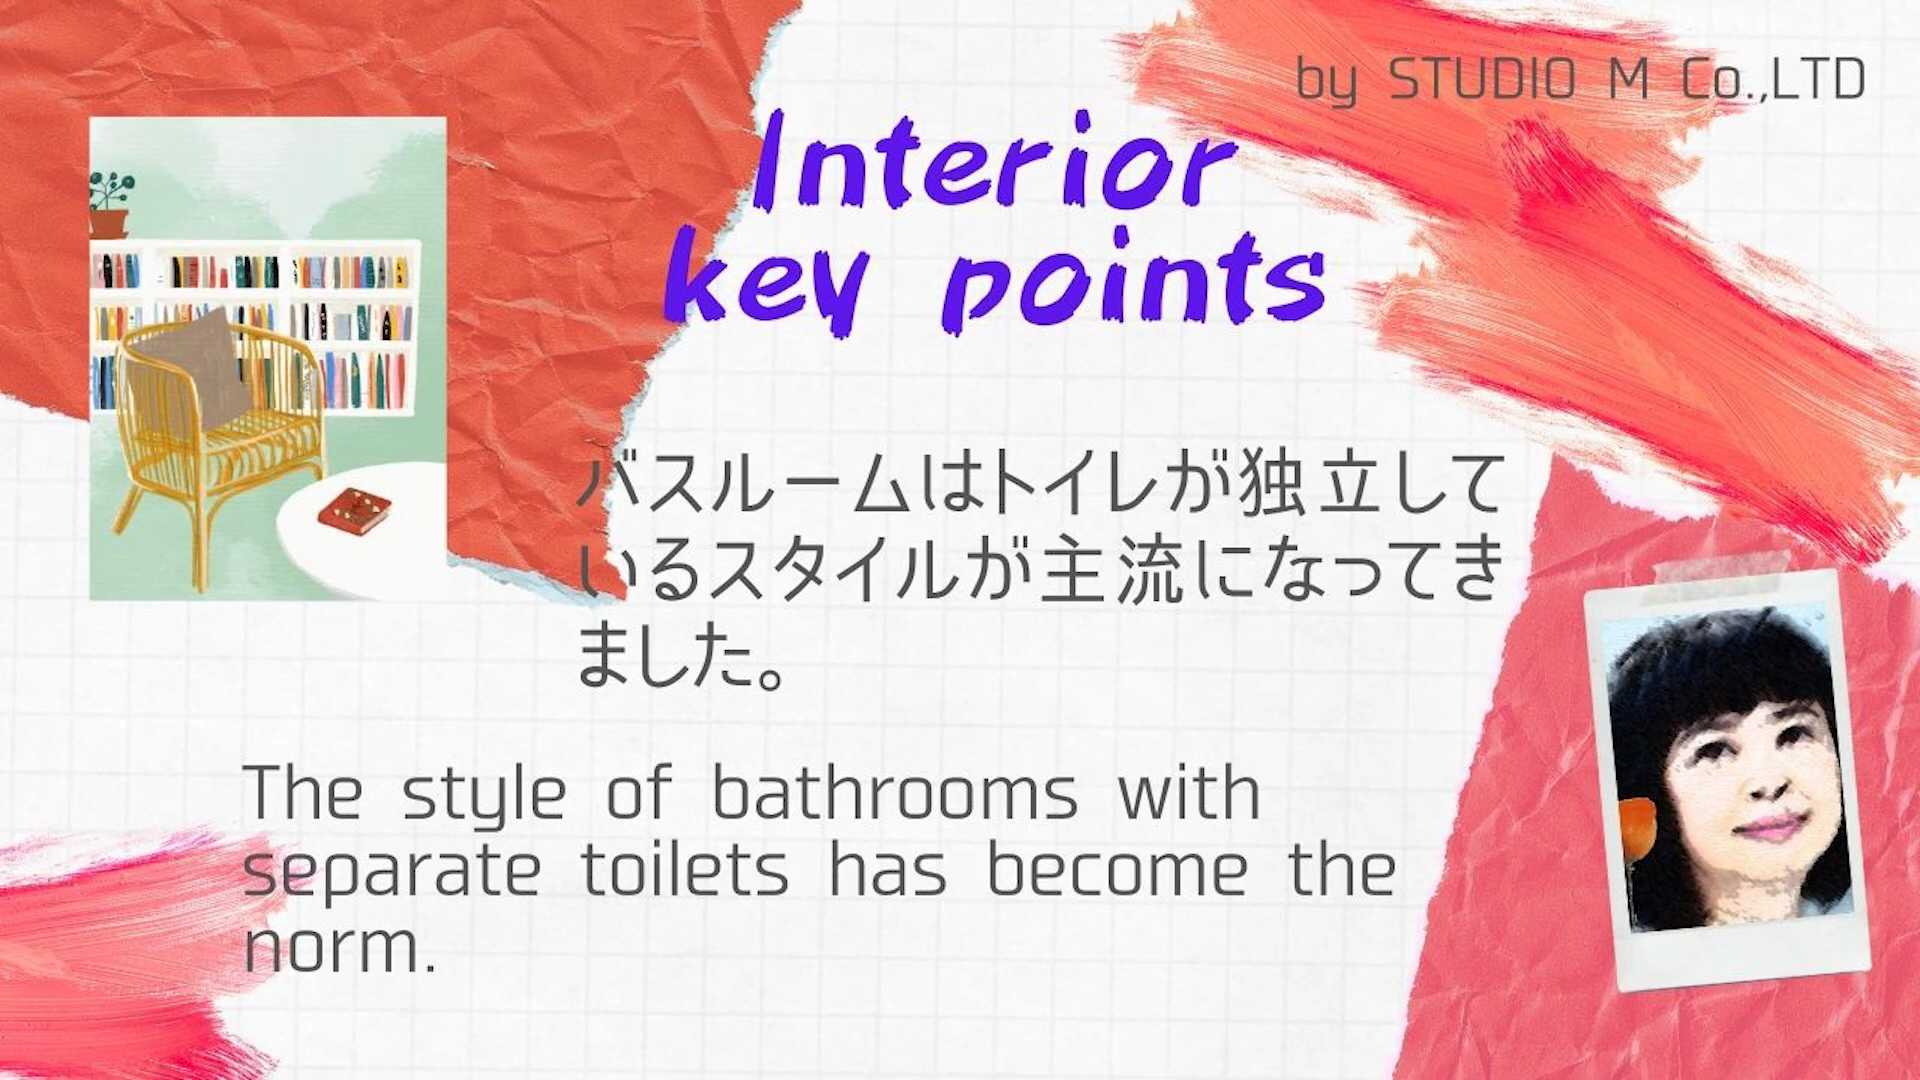 by STUDIO M Co.,LTD
Interior
key points
バスルームはトイレが独立して
いるスタイルが主流になってき
ました。
The style of bathrooms with
separate toilets has become the
norm.